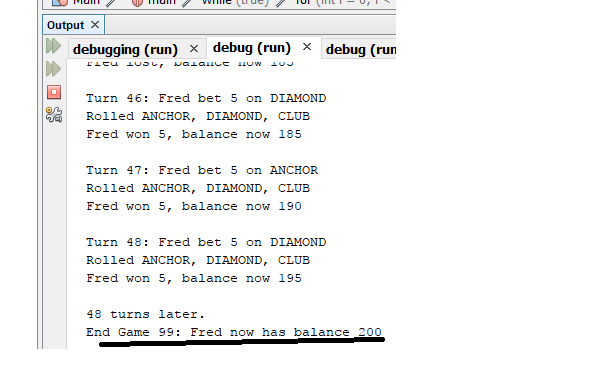 Main main while (true) for (int i = 0; i <
Output ×
debugging (run) × debug (run) × debug (run
Fred lost, balance now 185
Turn 46: Fred bet 5 on DIAMOND
Rolled ANCHOR, DIAMOND, CLUB
Fred won 5, balance now 185
Turn 47: Fred bet 5 on ANCHOR
Rolled ANCHOR, DIAMOND, CLUB
Fred won 5, balance now 190
Turn 48: Fred bet 5 on DIAMOND
Rolled ANCHOR, DIAMOND, CLUB
Fred won 5, balance now 195
48 turns later.
End Game 99: Fred now has balance 200